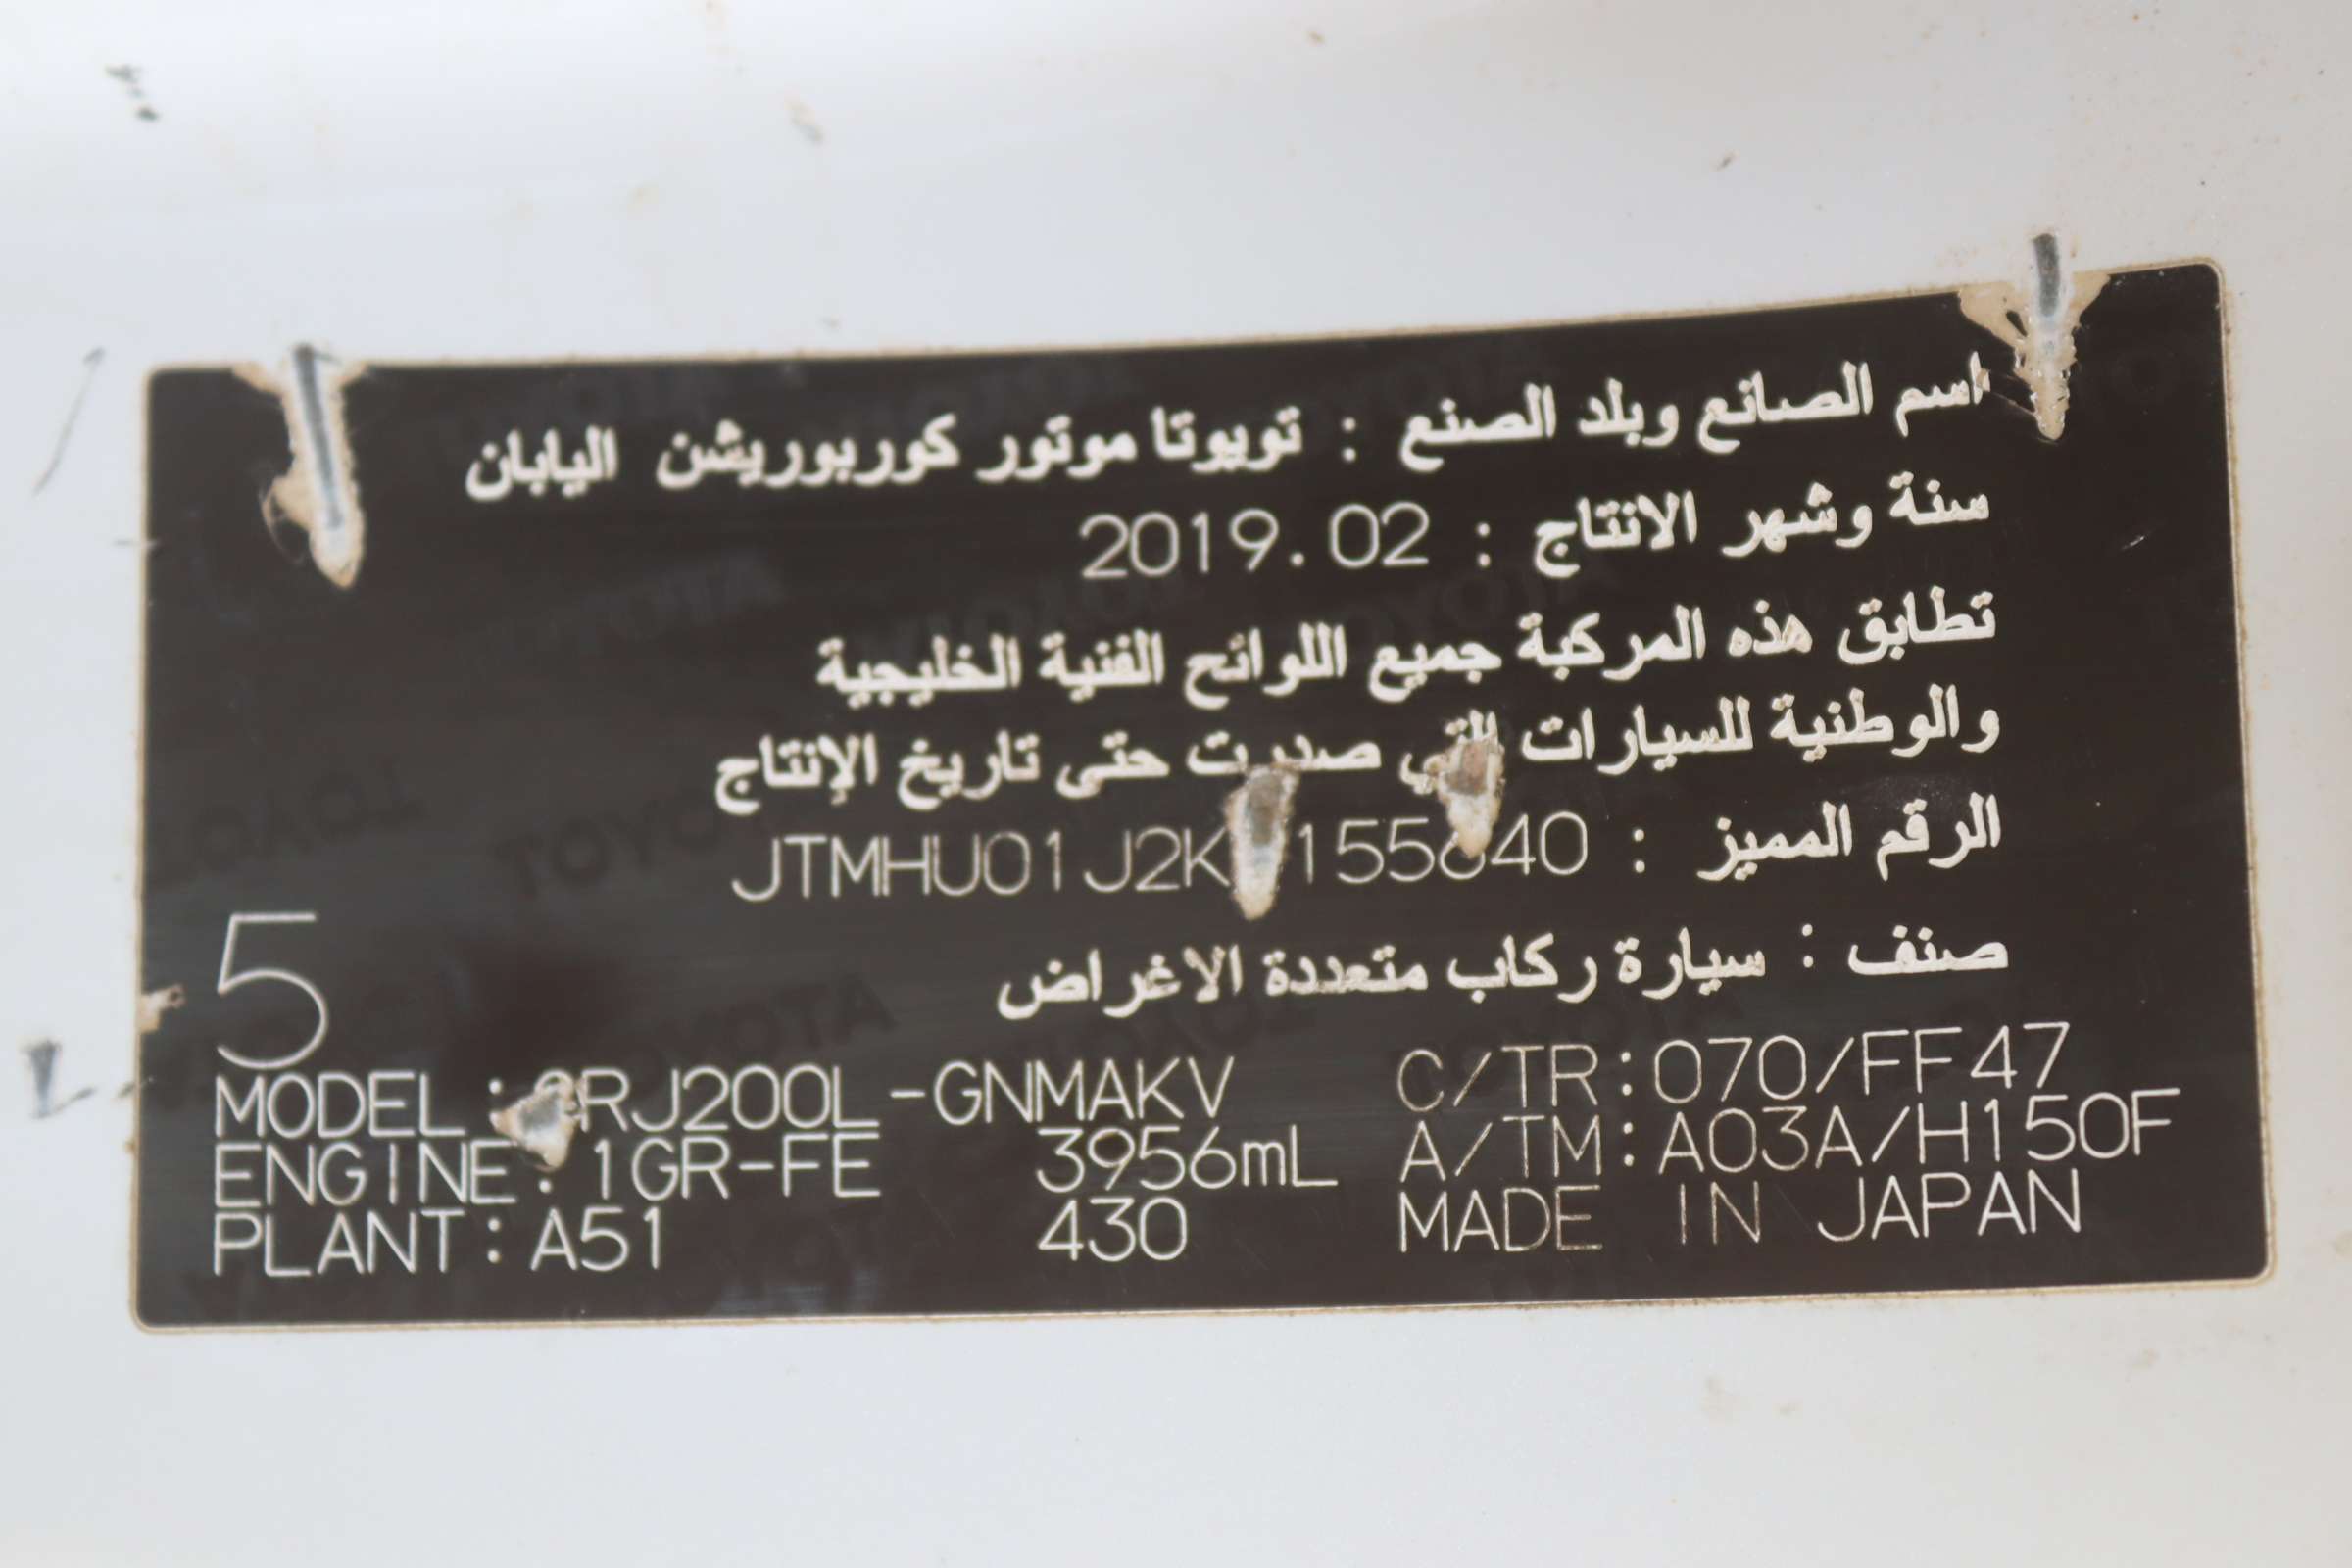 اسم الصانع وبلد الصنع : تويوتا موتور كوربوريشن اليابان
سنة وشهر الانتاج : 2019.02
تطابق هذه المركبة جميع اللوائح الفنية الخليجية
والوطنية للسيارات التي صدرت حتى تاريخ الإنتاج
الرقم المميز :
صنف : سيارة ركاب متعددة الاغراض
5
MODEL : GRJ200L-GNMAKV C/TR:070/FF47
ENGINE: 1GR-FE 3956mL A/TM:A03A/H150F
PLANT: A51 430 MADE IN JAPAN